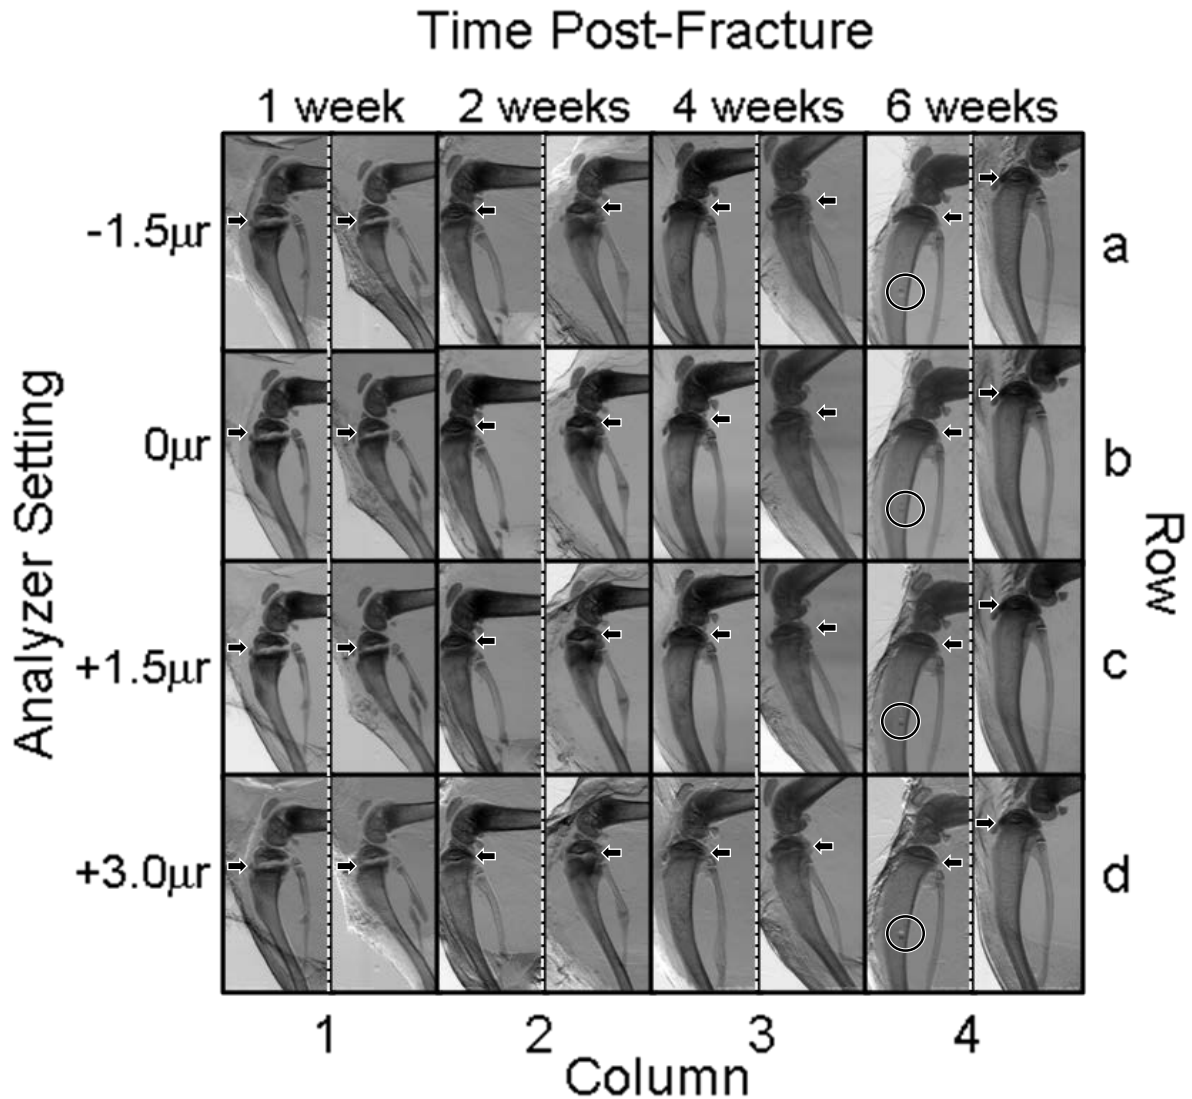 Time Post-Fracture
1 week 2 weeks 4 weeks 6 weeks
-1.5μr a
0μr b
+1.5μr c
+3.0μr d
Analyzer Setting
Row
1 2 3 4
Column